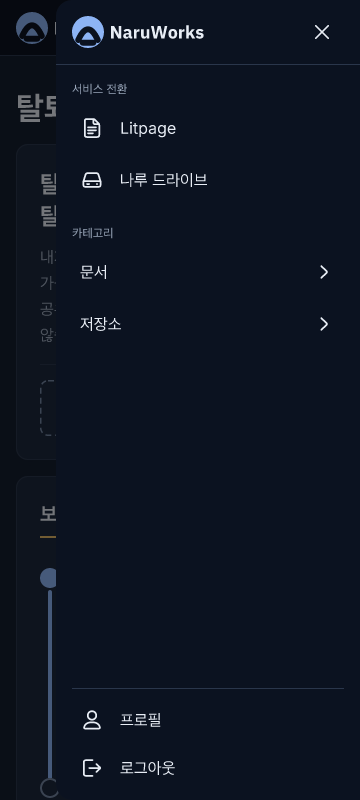 NaruWorks
서비스 전환
Litpage
나루 드라이브
카테고리
문서
저장소
프로필
로그아웃